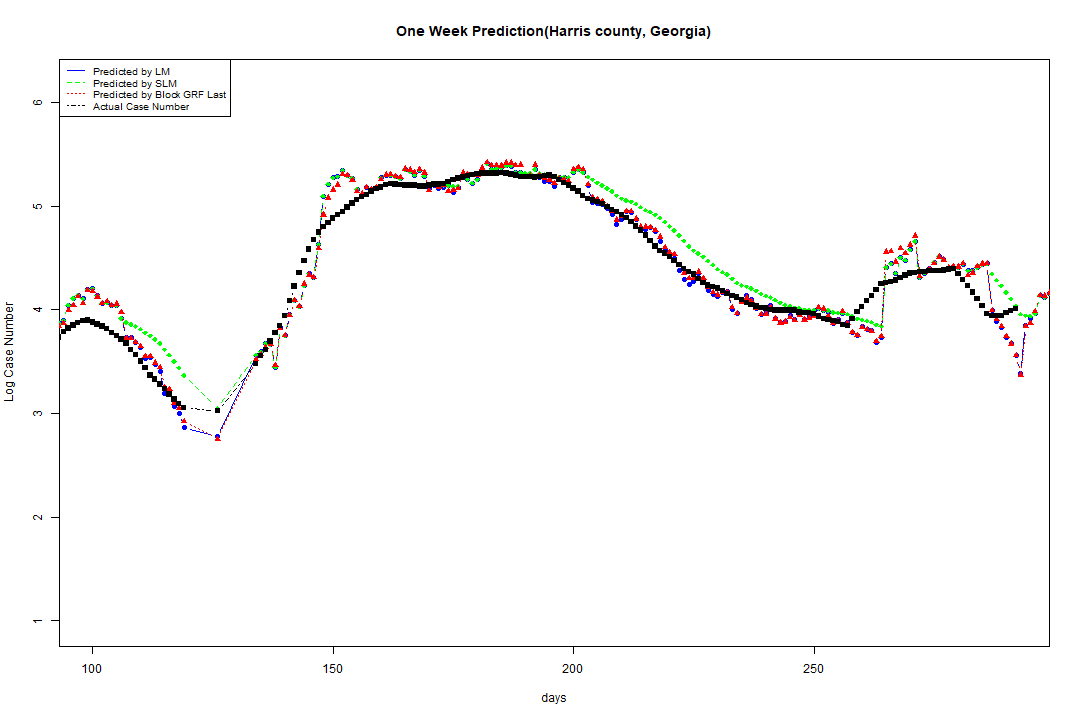 One Week Prediction(Harris county, Georgia)
Predicted by LM
Predicted by SLM
Predicted by Block GRF Last
Actual Case Number
6
5
4
3
2
1
Log Case Number
100 150 200 250
days